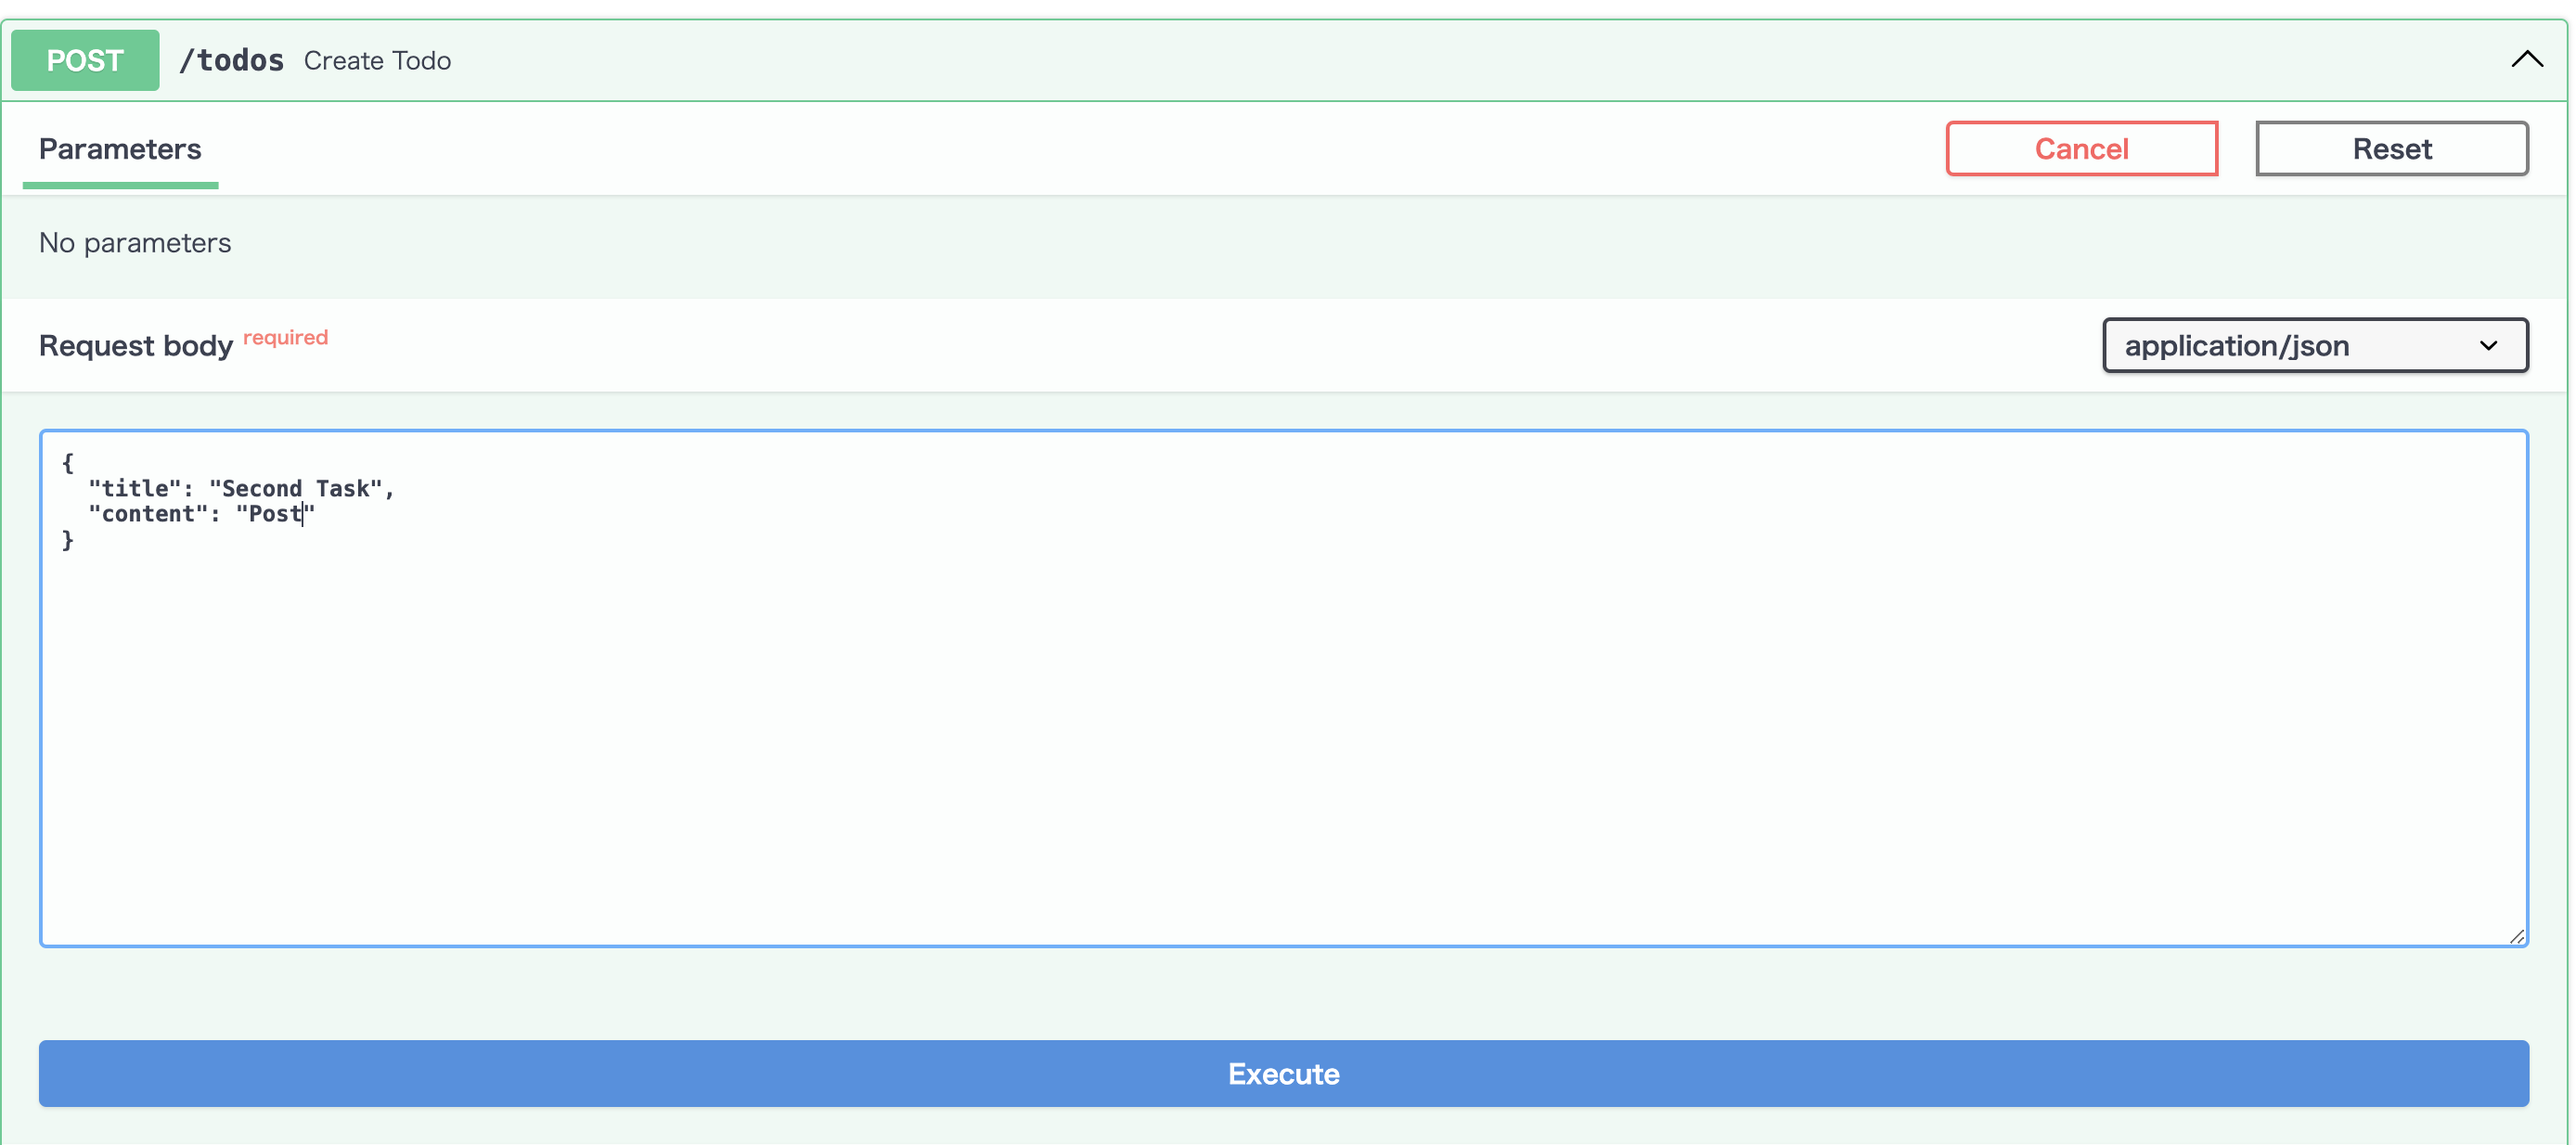 POST /todos Create Todo
Parameters
Cancel
Reset
No parameters
Request body required
application/json
{
  "title": "Second Task",
  "content": "Post"
}
Execute